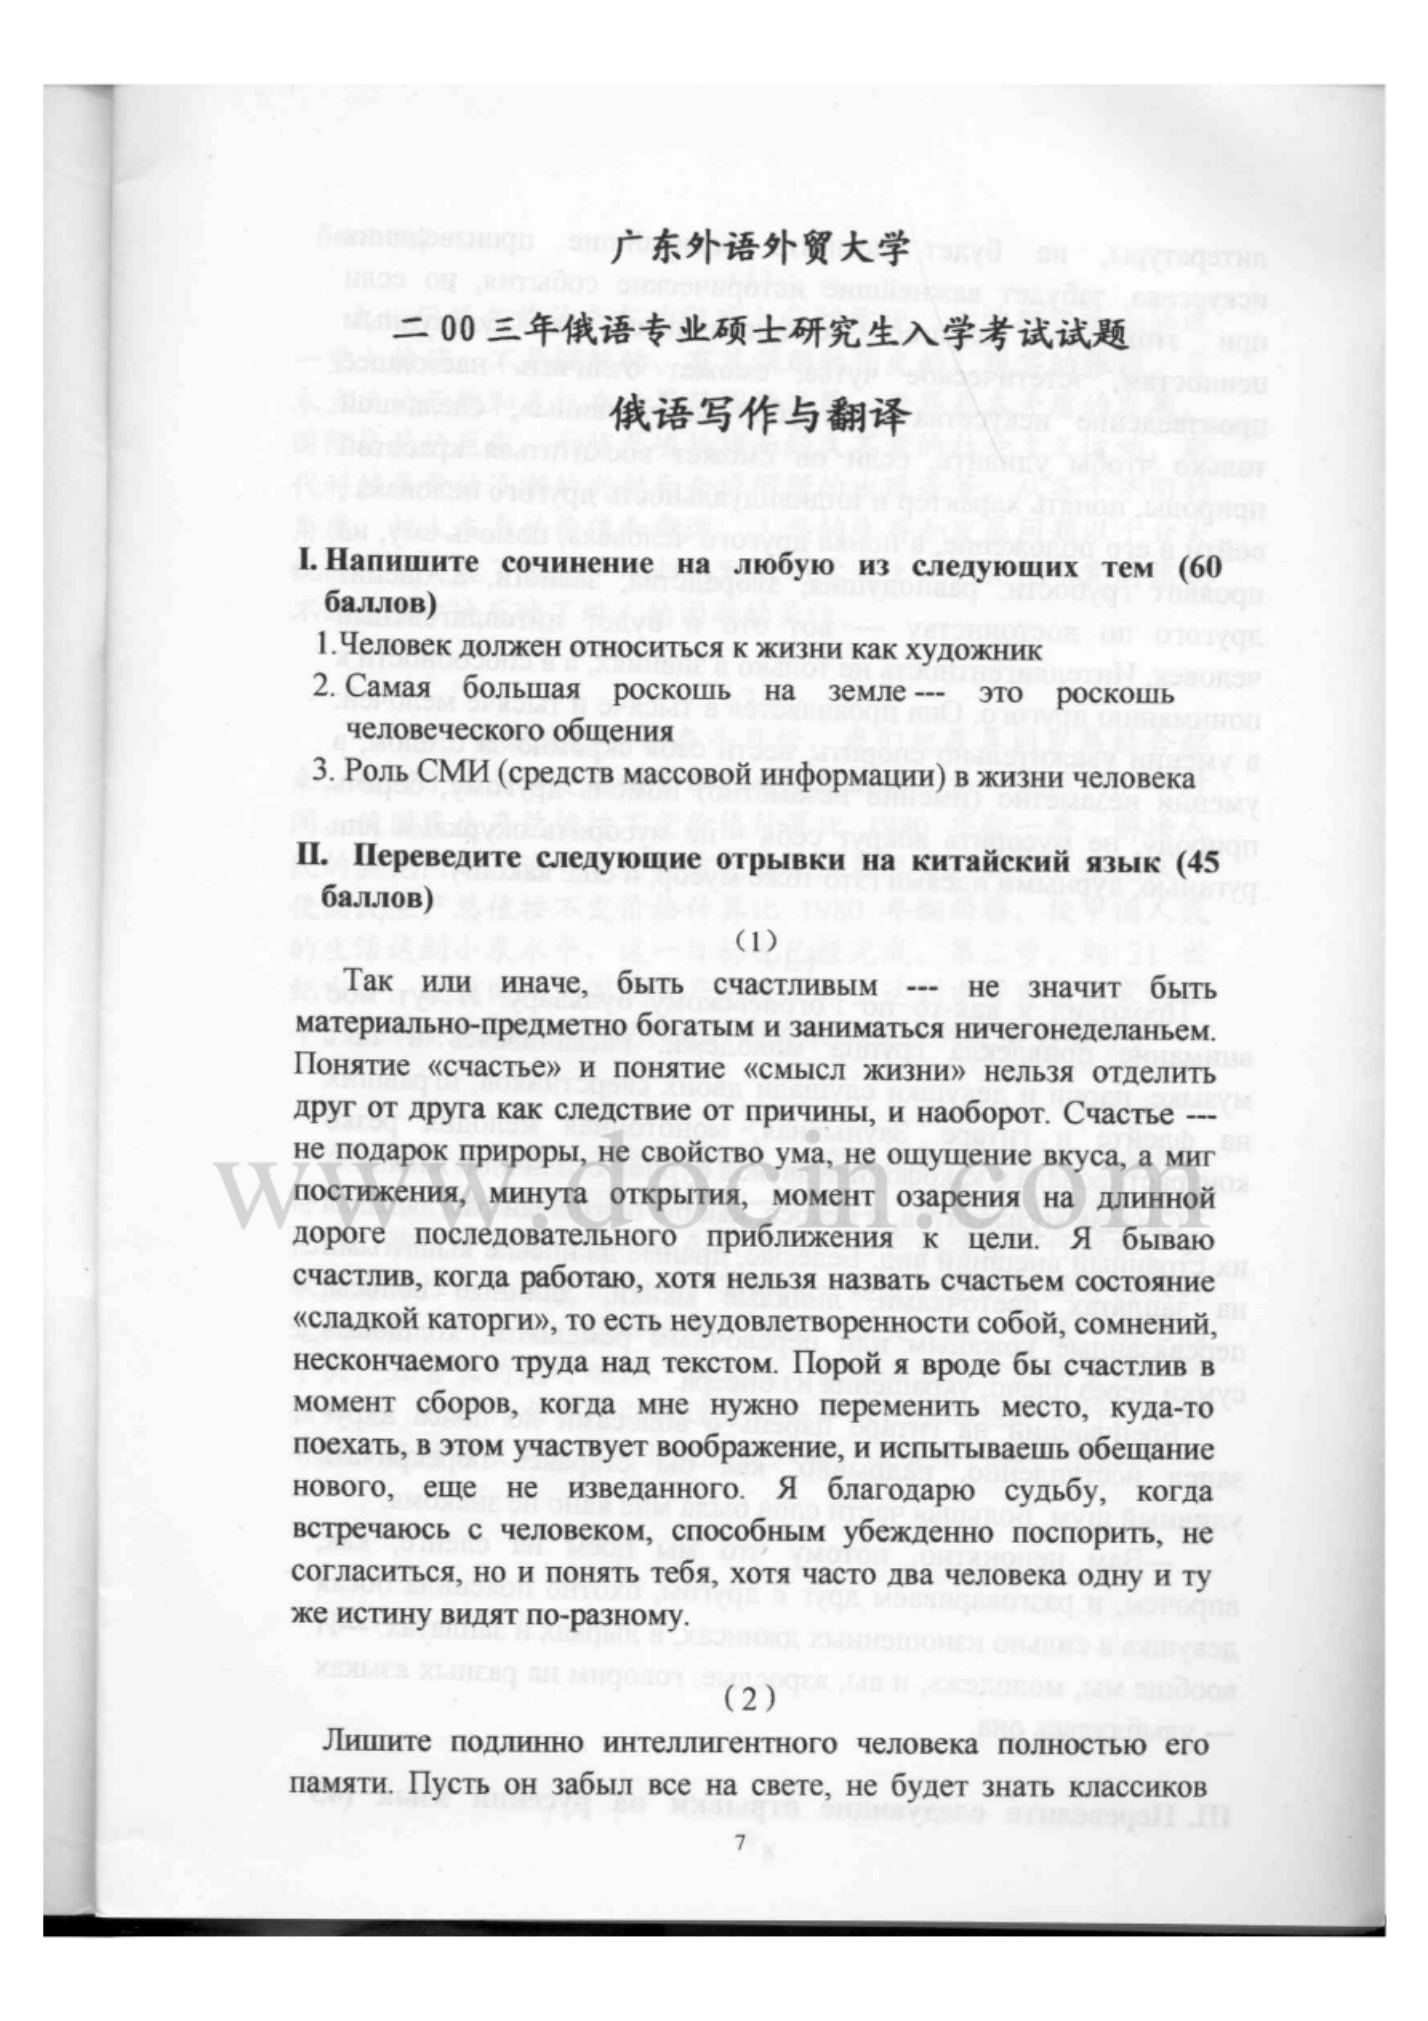 广东外语外贸大学
二00三年俄语专业硕士研究生入学考试试题
俄语写作与翻译
I. Напишите сочинение на любую из следующих тем (60
баллов)
1. Человек должен относиться к жизни как художник
2. Самая большая роскошь на земле --- это роскошь
человеческого общения
3. Роль СМИ (средств массовой информации) в жизни человека
II. Переведите следующие отрывки на китайский язык (45
баллов)
(1)
Так или иначе, быть счастливым --- не значит быть
материально-предметно богатым и заниматься ничегонеделаньем.
Понятие «счастье» и понятие «смысл жизни» нельзя отделить
друг от друга как следствие от причины, и наоборот. Счастье ---
не подарок природы, не свойство ума, не ощущение вкуса, а миг
постижения, минута открытия, момент озарения на длинной
дороге последовательного приближения к цели. Я бываю
счастлив, когда работаю, хотя нельзя назвать счастьем состояние
«сладкой каторги», то есть неудовлетворенности собой, сомнений,
нескончаемого труда над текстом. Порой я вроде бы счастлив в
момент сборов, когда мне нужно переменить место, куда-то
поехать, в этом участвует воображение, и испытываешь обещание
нового, еще не изведанного. Я благодарю судьбу, когда
встречаюсь с человеком, способным убежденно поспорить, не
согласиться, но и понять тебя, хотя часто два человека одну и ту
же истину видят по-разному.
(2)
Лишите подлинно интеллигентного человека полностью его
памяти. Пусть он забыл все на свете, не будет знать классиков
7
www.docin.com